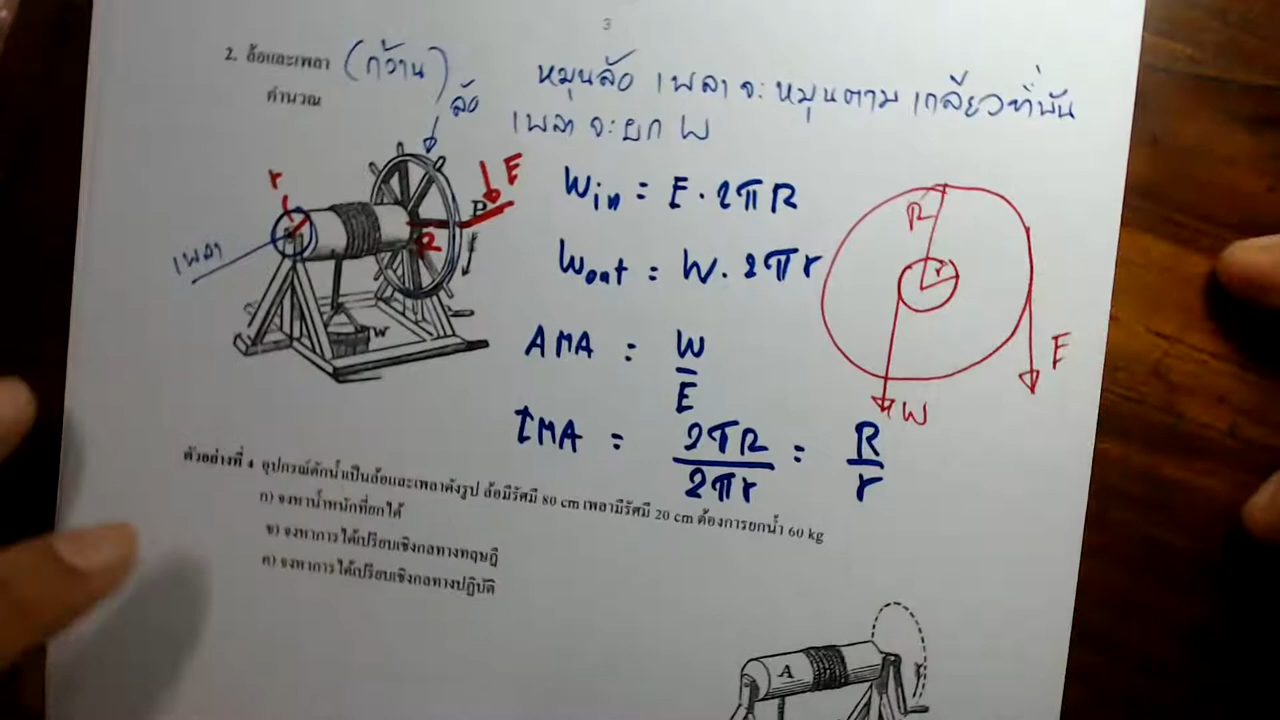 3
2. ล้อและเพลา (กว้าน)
คำนวณ
ล้อ
หมุนล้อ เพลาจะหมุนตาม เกลียวที่พัน
เพลาจะยก W
r
E
P
R
เพลา
W
Win = E · 2πR
Wout = W · 2πr
AMA = W/E
IMA = 2πR/2πr = R/r
R
r
E
W
ตัวอย่างที่ 4 อุปกรณ์ตักน้ำเป็นล้อและเพลาดังรูป ล้อมีรัศมี 80 cm เพลามีรัศมี 20 cm ต้องการยกน้ำ 60 kg
ก) จงหาน้ำหนักที่ยกได้
ข) จงหาการได้เปรียบเชิงกลทางทฤษฎี
ค) จงหาการได้เปรียบเชิงกลทางปฏิบัติ
A